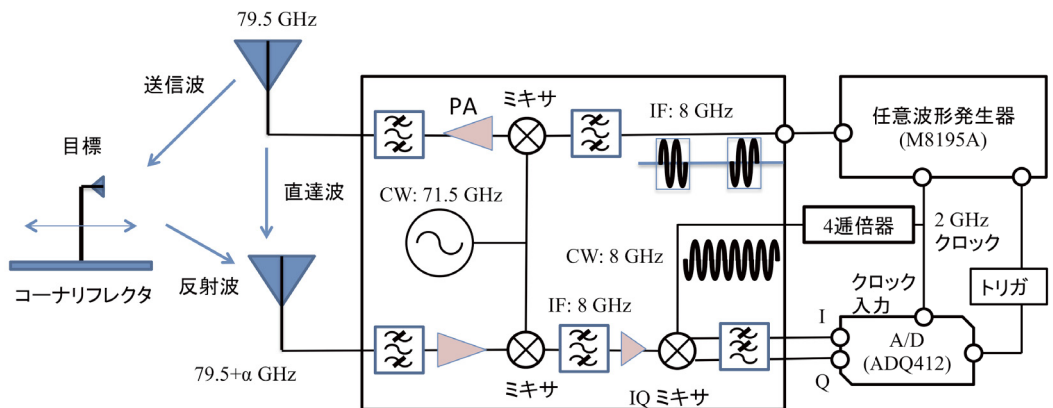 79.5 GHz
送信波
目標
直達波
反射波
コーナリフレクタ
79.5+α GHz
PA
ミキサ
IF: 8 GHz
CW: 71.5 GHz
CW: 8 GHz
IF: 8 GHz
ミキサ
IQ ミキサ
任意波形発生器
(M8195A)
4逓倍器
2 GHz
クロック
トリガ
クロック
入力
I
Q
A/D
(ADQ412)